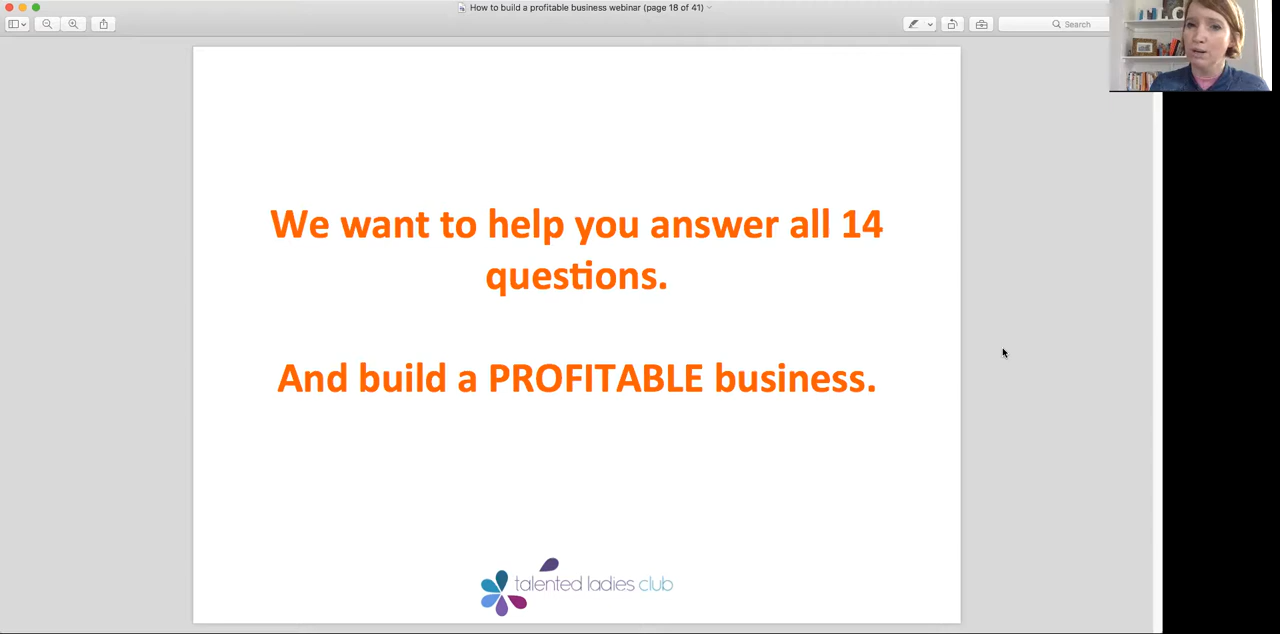 How to build a profitable business webinar (page 18 of 41)
Search
We want to help you answer all 14
questions.
And build a PROFITABLE business.
talented ladies club